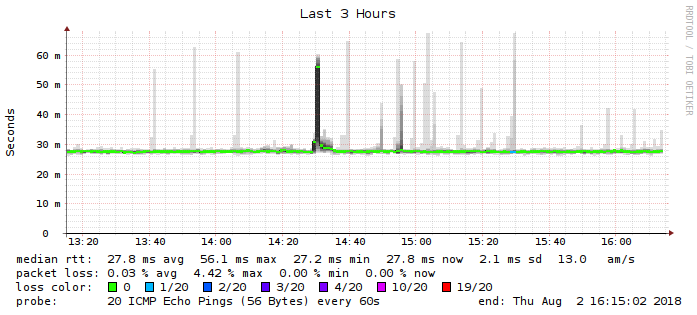 Last 3 Hours
RRDTOOL / TOBI OETIKER
Seconds
60 m
50 m
40 m
30 m
20 m
10 m
0
13:20 13:40 14:00 14:20 14:40 15:00 15:20 15:40 16:00
median rtt: 27.8 ms avg 56.1 ms max 27.2 ms min 27.8 ms now 2.1 ms sd 13.0 am/s
packet loss: 0.03 % avg 4.42 % max 0.00 % min 0.00 % now
loss color: 0 1/20 2/20 3/20 4/20 10/20 19/20
probe: 20 ICMP Echo Pings (56 Bytes) every 60s end: Thu Aug 2 16:15:02 2018